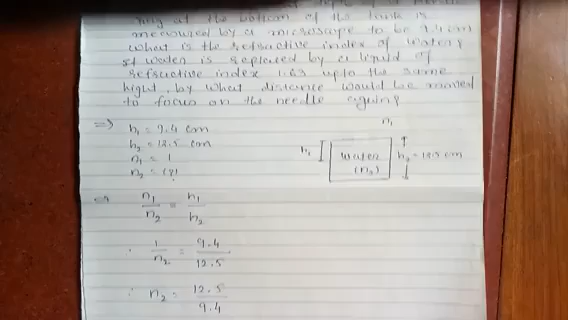 ing at the bottom of the tank is
measured by a microscope to be 9.4 cm
what is the refractive index of water?
If water is replaced by a liquid of
refractive index 1.63 upto the same
hight, by what distance would be moved
to focus on the needle again?
=> h₁ = 9.4 cm
h₂ = 12.5 cm
n₁ = 1
n₂ = (?)
n₁
h₁
water
(n₂)
h₂ = 12.5 cm
n₁/n₂ = h₁/h₂
∴ 1/n₂ = 9.4/12.5
∴ n₂ = 12.5/9.4